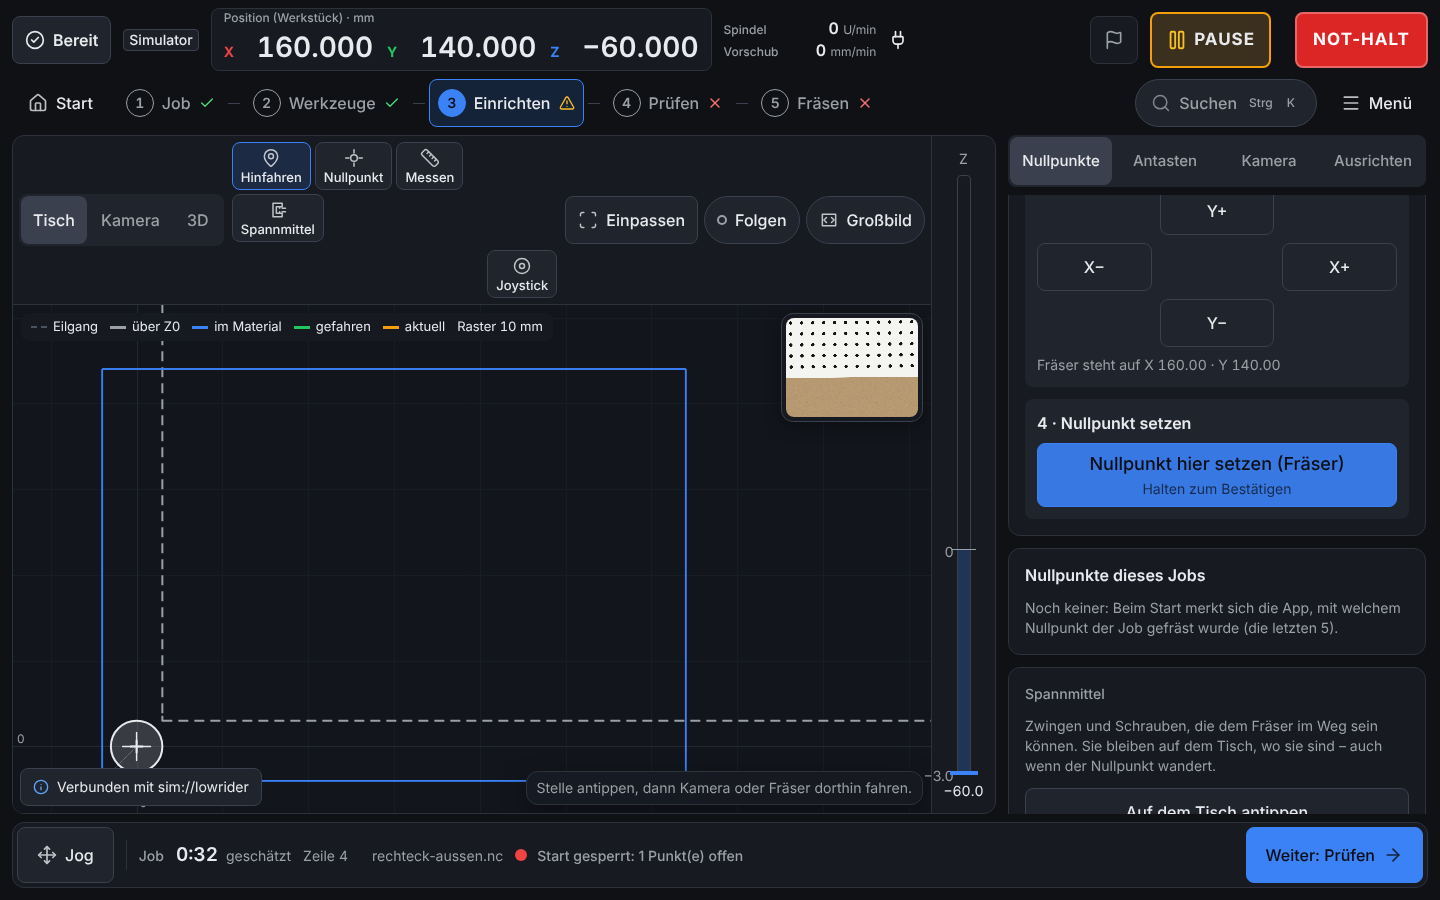 Bereit
Simulator
Position (Werkstück) · mm
X 160.000 Y 140.000 Z −60.000
Spindel 0 U/min
Vorschub 0 mm/min
PAUSE
NOT-HALT
Start
1 Job
2 Werkzeuge
3 Einrichten
4 Prüfen
5 Fräsen
Suchen Strg K
Menü
Hinfahren
Nullpunkt
Messen
Tisch
Kamera
3D
Spannmittel
Einpassen
Folgen
Großbild
Joystick
Eilgang
über Z0
im Material
gefahren
aktuell
Raster 10 mm
0
Verbunden mit sim://lowrider
Stelle antippen, dann Kamera oder Fräser dorthin fahren.
Z
0
−3.0
−60.0
Nullpunkte
Antasten
Kamera
Ausrichten
Y+
X−
X+
Y−
Fräser steht auf X 160.00 · Y 140.00
4 · Nullpunkt setzen
Nullpunkt hier setzen (Fräser)
Halten zum Bestätigen
Nullpunkte dieses Jobs
Noch keiner: Beim Start merkt sich die App, mit welchem
Nullpunkt der Job gefräst wurde (die letzten 5).
Spannmittel
Zwingen und Schrauben, die dem Fräser im Weg sein
können. Sie bleiben auf dem Tisch, wo sie sind – auch
wenn der Nullpunkt wandert.
Auf dem Tisch antippen
Jog
Job 0:32 geschätzt Zeile 4
rechteck-aussen.nc
Start gesperrt: 1 Punkt(e) offen
Weiter: Prüfen